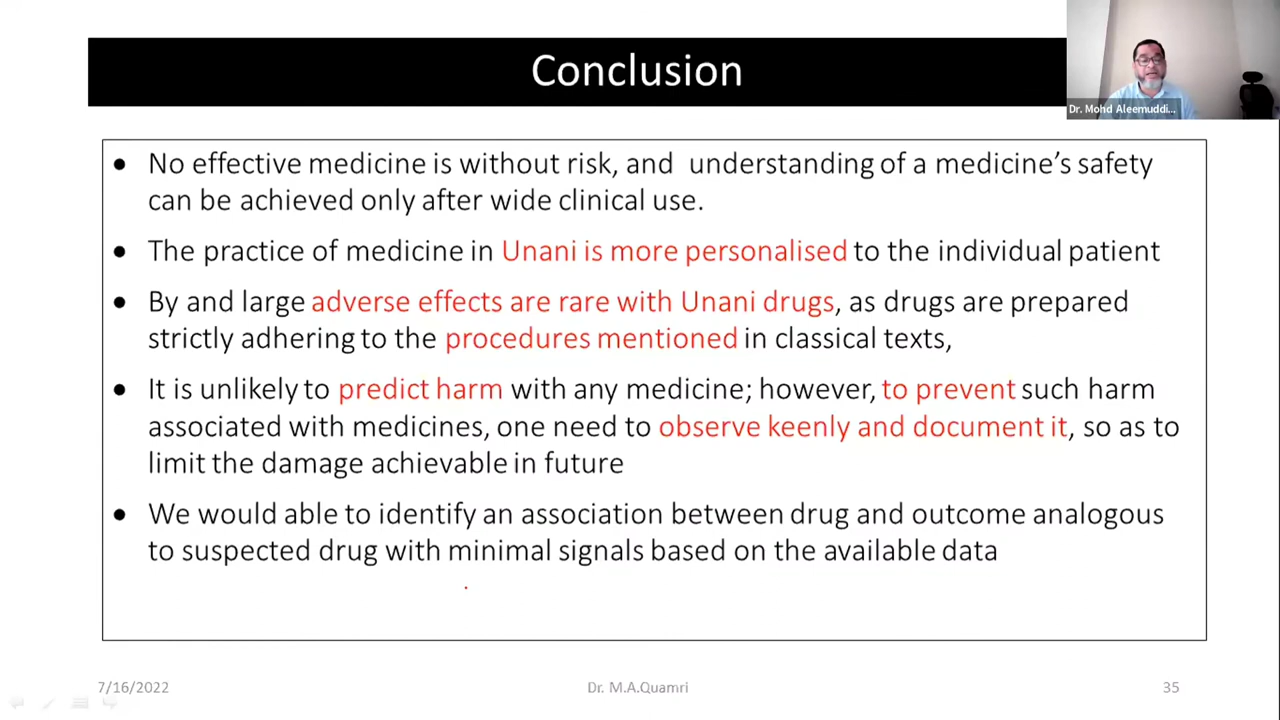 Conclusion
Dr. Mohd Aleemuddi...
• No effective medicine is without risk, and understanding of a medicine's safety
can be achieved only after wide clinical use.
• The practice of medicine in Unani is more personalised to the individual patient
• By and large adverse effects are rare with Unani drugs, as drugs are prepared
strictly adhering to the procedures mentioned in classical texts,
• It is unlikely to predict harm with any medicine; however, to prevent such harm
associated with medicines, one need to observe keenly and document it, so as to
limit the damage achievable in future
• We would able to identify an association between drug and outcome analogous
to suspected drug with minimal signals based on the available data
7/16/2022
Dr. M.A.Quamri
35